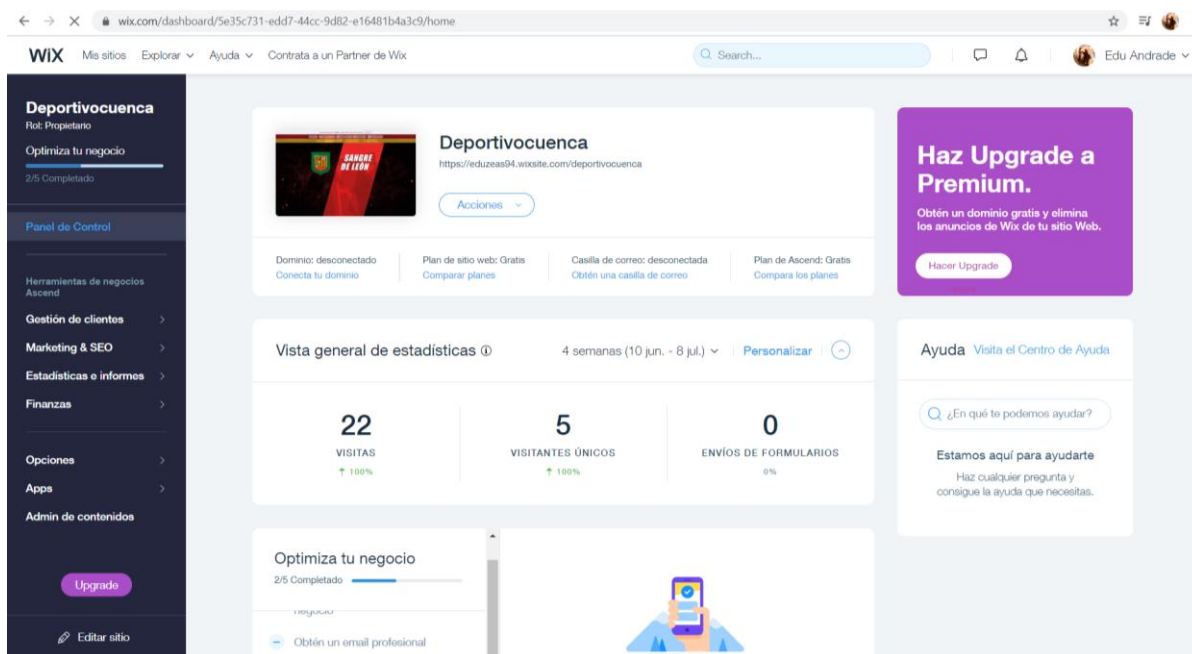 wix.com/dashboard/5e35c731-edd7-44cc-9d82-e16481b4a3c9/home
WiX
Mis sitios
Explorar
Ayuda
Contrata a un Partner de Wix
Search...
Edu Andrade
Deportivocuenca
Rol: Propietario
Optimiza tu negocio
2/5 Completado
Panel de Control
Herramientas de negocios
Ascend
Gestión de clientes
Marketing & SEO
Estadísticas e informes
Finanzas
Opciones
Apps
Admin de contenidos
Upgrade
Editar sitio
SANGRE
DE LEÓN
Deportivocuenca
https://eduzeas94.wixsite.com/deportivocuenca
Acciones
Dominio: desconectado
Conecta tu dominio
Plan de sitio web: Gratis
Comparar planes
Casilla de correo: desconectada
Obtén una casilla de correo
Plan de Ascend: Gratis
Compara los planes
Haz Upgrade a
Premium.
Obtén un dominio gratis y elimina
los anuncios de Wix de tu sitio Web.
Hacer Upgrade
Vista general de estadísticas
4 semanas (10 jun. - 8 jul.)
Personalizar
22
VISITAS
↑ 100%
5
VISITANTES ÚNICOS
↑ 100%
0
ENVÍOS DE FORMULARIOS
0%
Ayuda Visita el Centro de Ayuda
¿En qué te podemos ayudar?
Estamos aquí para ayudarte
Haz cualquier pregunta y
consigue la ayuda que necesitas.
Optimiza tu negocio
2/5 Completado
negocio
Obtén un email profesional